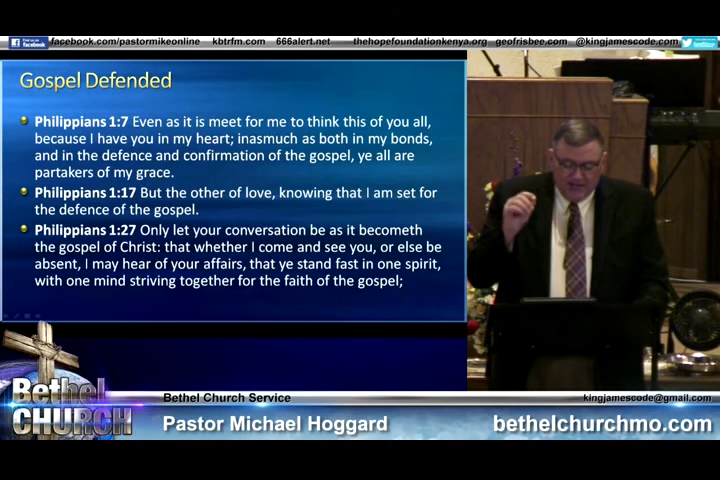 Find us on facebook
facebook.com/pastormikeonline kbtrfm.com 666alert.net thehopefoundationkenya.org geofrisbee.com @kingjamescode.com twitter
Gospel Defended
Philippians 1:7 Even as it is meet for me to think this of you all,
because I have you in my heart; inasmuch as both in my bonds,
and in the defence and confirmation of the gospel, ye all are
partakers of my grace.
Philippians 1:17 But the other of love, knowing that I am set for
the defence of the gospel.
Philippians 1:27 Only let your conversation be as it becometh
the gospel of Christ: that whether I come and see you, or else be
absent, I may hear of your affairs, that ye stand fast in one spirit,
with one mind striving together for the faith of the gospel;
Bethel
CHURCH
Bethel Church Service kingjamescode@gmail.com
Pastor Michael Hoggard bethelchurchmo.com